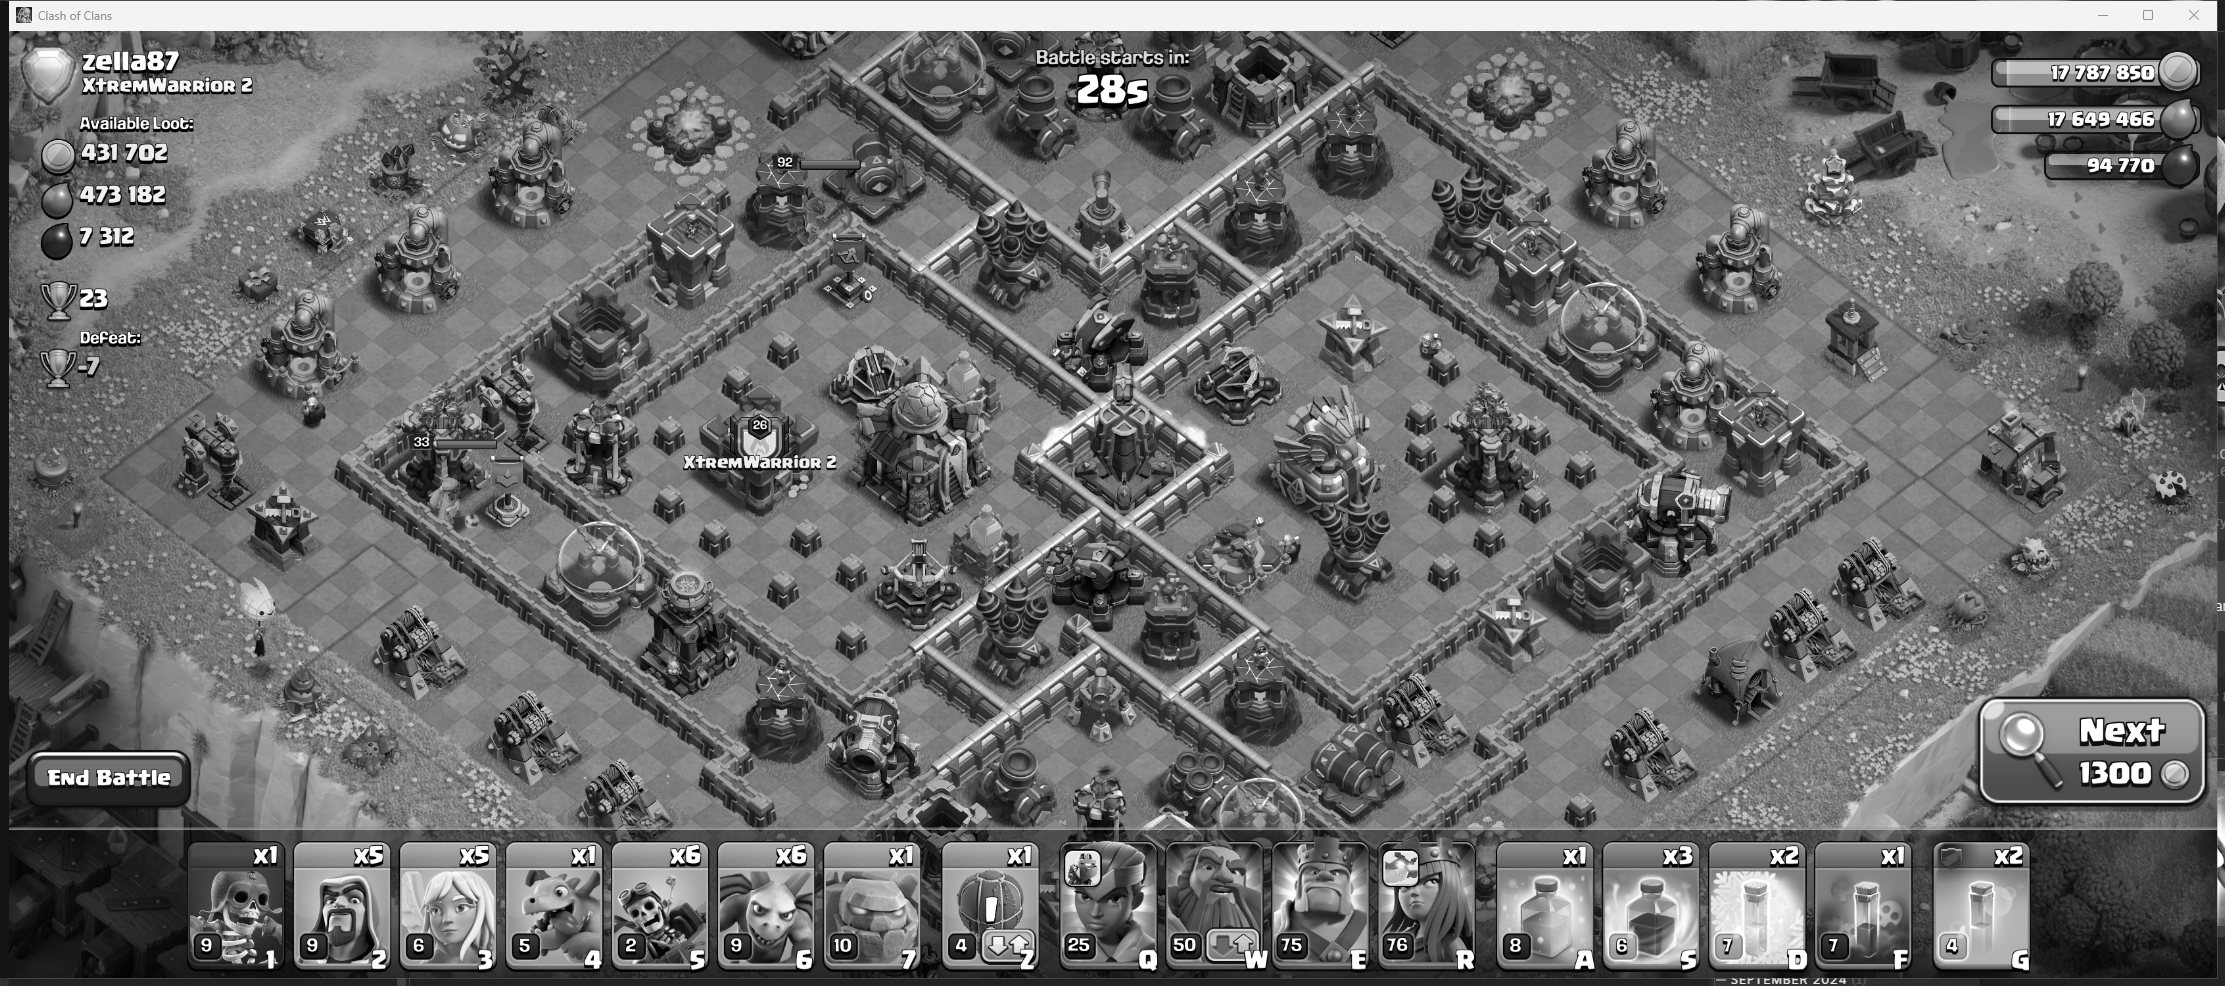 Clash of Clans
zella87
XtremWarrior 2
Available Loot:
431 702
473 182
7 312
23
Defeat:
-7
Battle starts in:
28s
17 787 850
17 649 466
94 770
92
0
33
26
XtremWarrior 2
End Battle
Next
1300
x1 x5 x5 x1 x6 x6 x1 x1 x1 x3 x2 x1 x2
9 9 6 5 2 9 10 4 25 50 75 76 8 6 7 7 4
1 2 3 4 5 6 7 Z Q W E R A S D F G
SEPTEMBER 2024 (1)